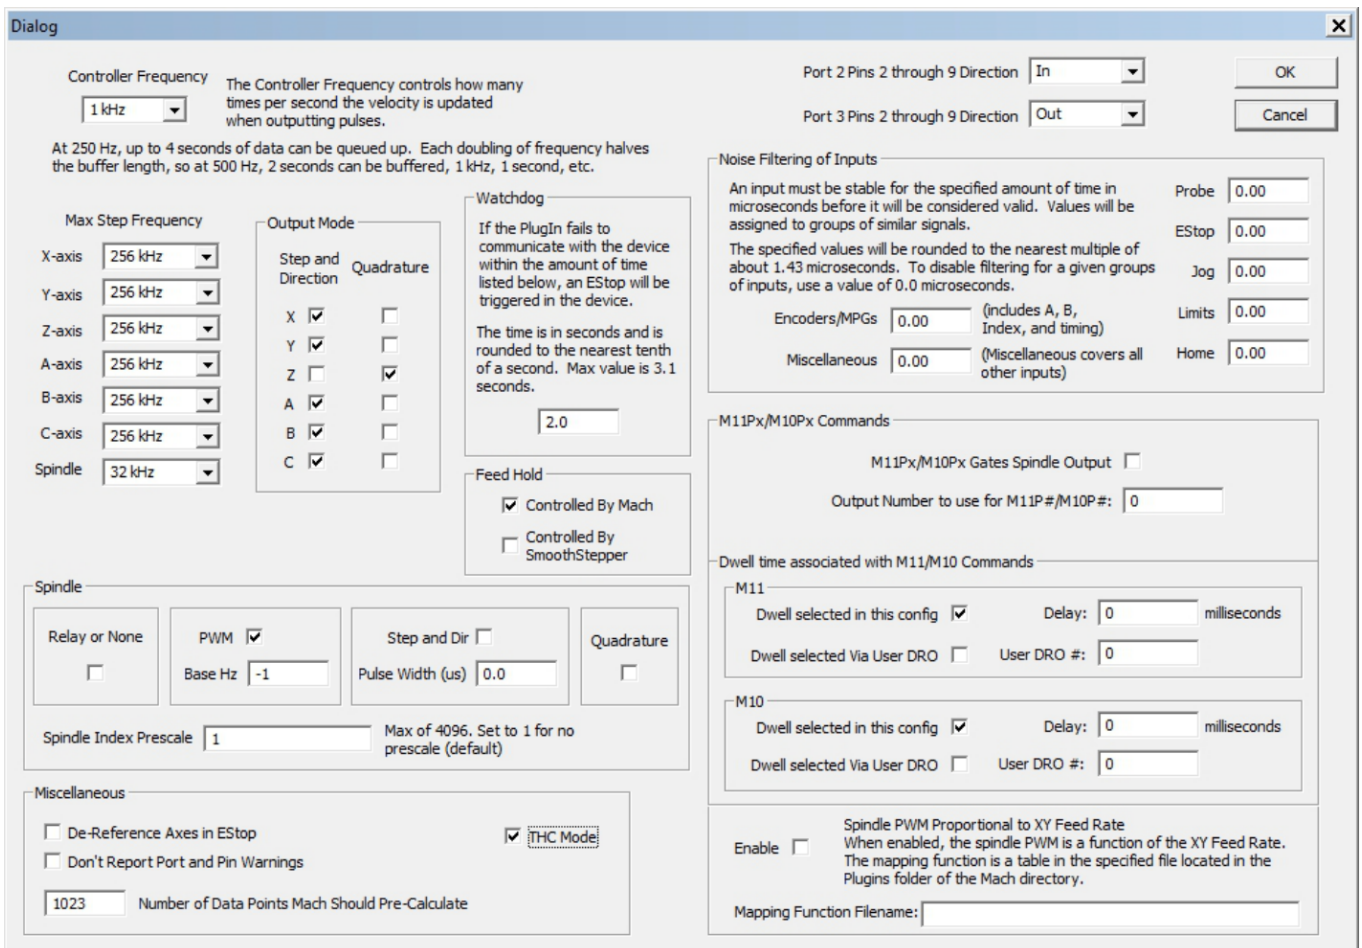 Dialog
Controller Frequency
1 kHz
The Controller Frequency controls how many
times per second the velocity is updated
when outputting pulses.
At 250 Hz, up to 4 seconds of data can be queued up. Each doubling of frequency halves
the buffer length, so at 500 Hz, 2 seconds can be buffered, 1 kHz, 1 second, etc.
Port 2 Pins 2 through 9 Direction In
Port 3 Pins 2 through 9 Direction Out
OK
Cancel
Max Step Frequency
X-axis 256 kHz
Y-axis 256 kHz
Z-axis 256 kHz
A-axis 256 kHz
B-axis 256 kHz
C-axis 256 kHz
Spindle 32 kHz
Output Mode
Step and
Direction
Quadrature
X
Y
Z
A
B
C
Watchdog
If the PlugIn fails to
communicate with the device
within the amount of time
listed below, an EStop will be
triggered in the device.
The time is in seconds and is
rounded to the nearest tenth
of a second. Max value is 3.1
seconds.
2.0
Feed Hold
Controlled By Mach
Controlled By
SmoothStepper
Noise Filtering of Inputs
An input must be stable for the specified amount of time in
microseconds before it will be considered valid. Values will be
assigned to groups of similar signals.
The specified values will be rounded to the nearest multiple of
about 1.43 microseconds. To disable filtering for a given groups
of inputs, use a value of 0.0 microseconds.
Encoders/MPGs 0.00
(includes A, B,
Index, and timing)
Miscellaneous 0.00
(Miscellaneous covers all
other inputs)
Probe 0.00
EStop 0.00
Jog 0.00
Limits 0.00
Home 0.00
M11Px/M10Px Commands
M11Px/M10Px Gates Spindle Output
Output Number to use for M11P#/M10P#: 0
Dwell time associated with M11/M10 Commands
M11
Dwell selected in this config
Delay: 0 milliseconds
Dwell selected Via User DRO
User DRO #: 0
M10
Dwell selected in this config
Delay: 0 milliseconds
Dwell selected Via User DRO
User DRO #: 0
Spindle
Relay or None
PWM
Base Hz -1
Step and Dir
Pulse Width (us) 0.0
Quadrature
Spindle Index Prescale 1
Max of 4096. Set to 1 for no
prescale (default)
Miscellaneous
De-Reference Axes in EStop
THC Mode
Don't Report Port and Pin Warnings
1023 Number of Data Points Mach Should Pre-Calculate
Enable
Spindle PWM Proportional to XY Feed Rate
When enabled, the spindle PWM is a function of the XY Feed Rate.
The mapping function is a table in the specified file located in the
Plugins folder of the Mach directory.
Mapping Function Filename: